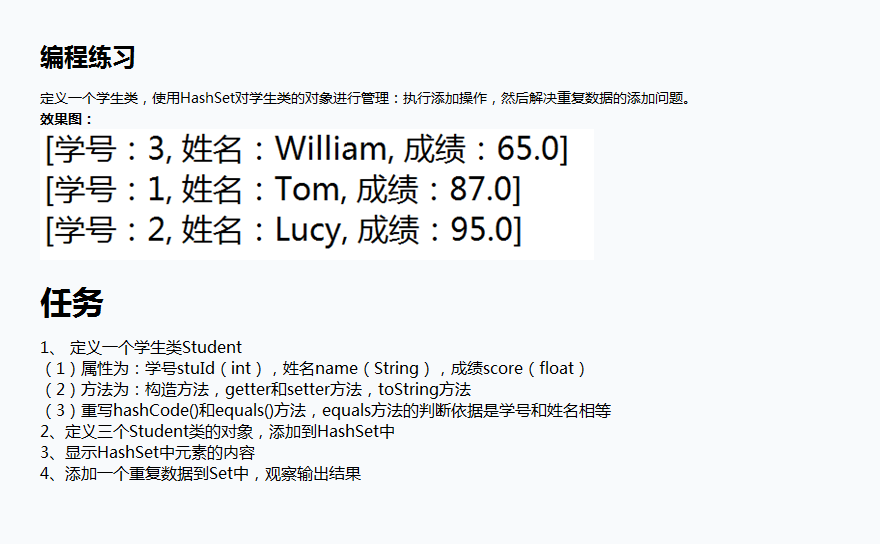 编程练习
定义一个学生类，使用HashSet对学生类的对象进行管理：执行添加操作，然后解决重复数据的添加问题。
效果图：
[学号：3, 姓名：William, 成绩：65.0]
[学号：1, 姓名：Tom, 成绩：87.0]
[学号：2, 姓名：Lucy, 成绩：95.0]
任务
1、 定义一个学生类Student
（1）属性为：学号stuId（int），姓名name（String），成绩score（float）
（2）方法为：构造方法，getter和setter方法，toString方法
（3）重写hashCode()和equals()方法，equals方法的判断依据是学号和姓名相等
2、定义三个Student类的对象，添加到HashSet中
3、显示HashSet中元素的内容
4、添加一个重复数据到Set中，观察输出结果